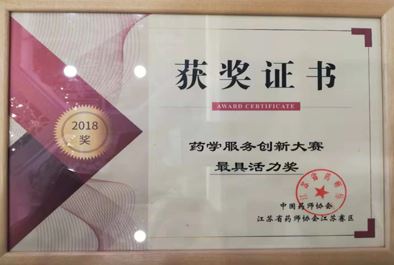 获奖证书
AWARD CERTIFICATE
2018
奖
药学服务创新大赛
最具活力奖
中国药师协会
江苏省药师协会江苏赛区